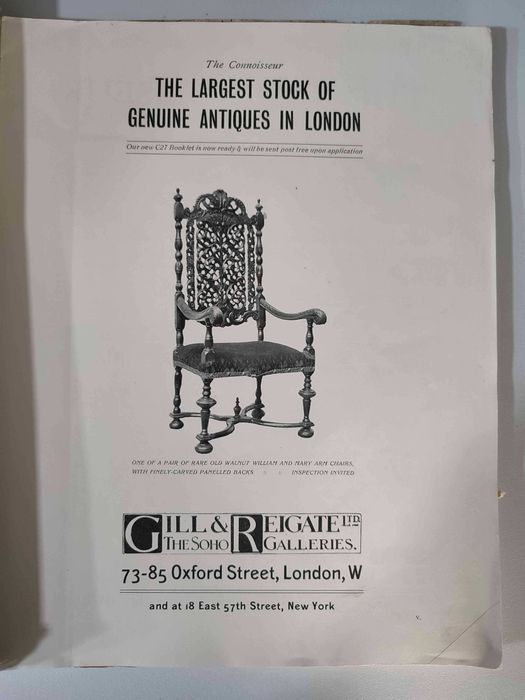 The Connoisseur
THE LARGEST STOCK OF
GENUINE ANTIQUES IN LONDON
Our new C27 Booklet is now ready & will be sent post free upon application
ONE OF A PAIR OF RARE OLD WALNUT WILLIAM AND MARY ARM CHAIRS,
WITH FINELY-CARVED PANELLED BACKS INSPECTION INVITED
GILL & REIGATE LTD.
THE SOHO GALLERIES.
73-85 Oxford Street, London, W
and at 18 East 57th Street, New York
v.